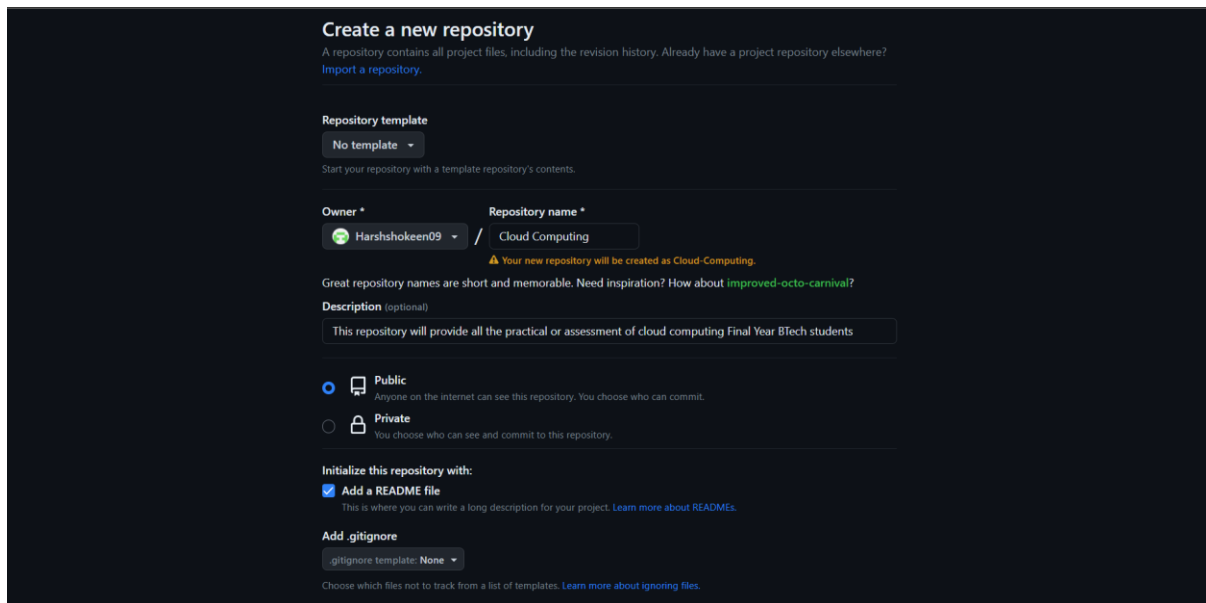 Create a new repository
A repository contains all project files, including the revision history. Already have a project repository elsewhere?
Import a repository.
Repository template
No template
Start your repository with a template repository's contents.
Owner * Repository name *
Harshshokeen09 / Cloud Computing
Your new repository will be created as Cloud-Computing.
Great repository names are short and memorable. Need inspiration? How about improved-octo-carnival?
Description (optional)
This repository will provide all the practical or assessment of cloud computing Final Year BTech students
Public
Anyone on the internet can see this repository. You choose who can commit.
Private
You choose who can see and commit to this repository.
Initialize this repository with:
Add a README file
This is where you can write a long description for your project. Learn more about READMEs.
Add .gitignore
.gitignore template: None
Choose which files not to track from a list of templates. Learn more about ignoring files.